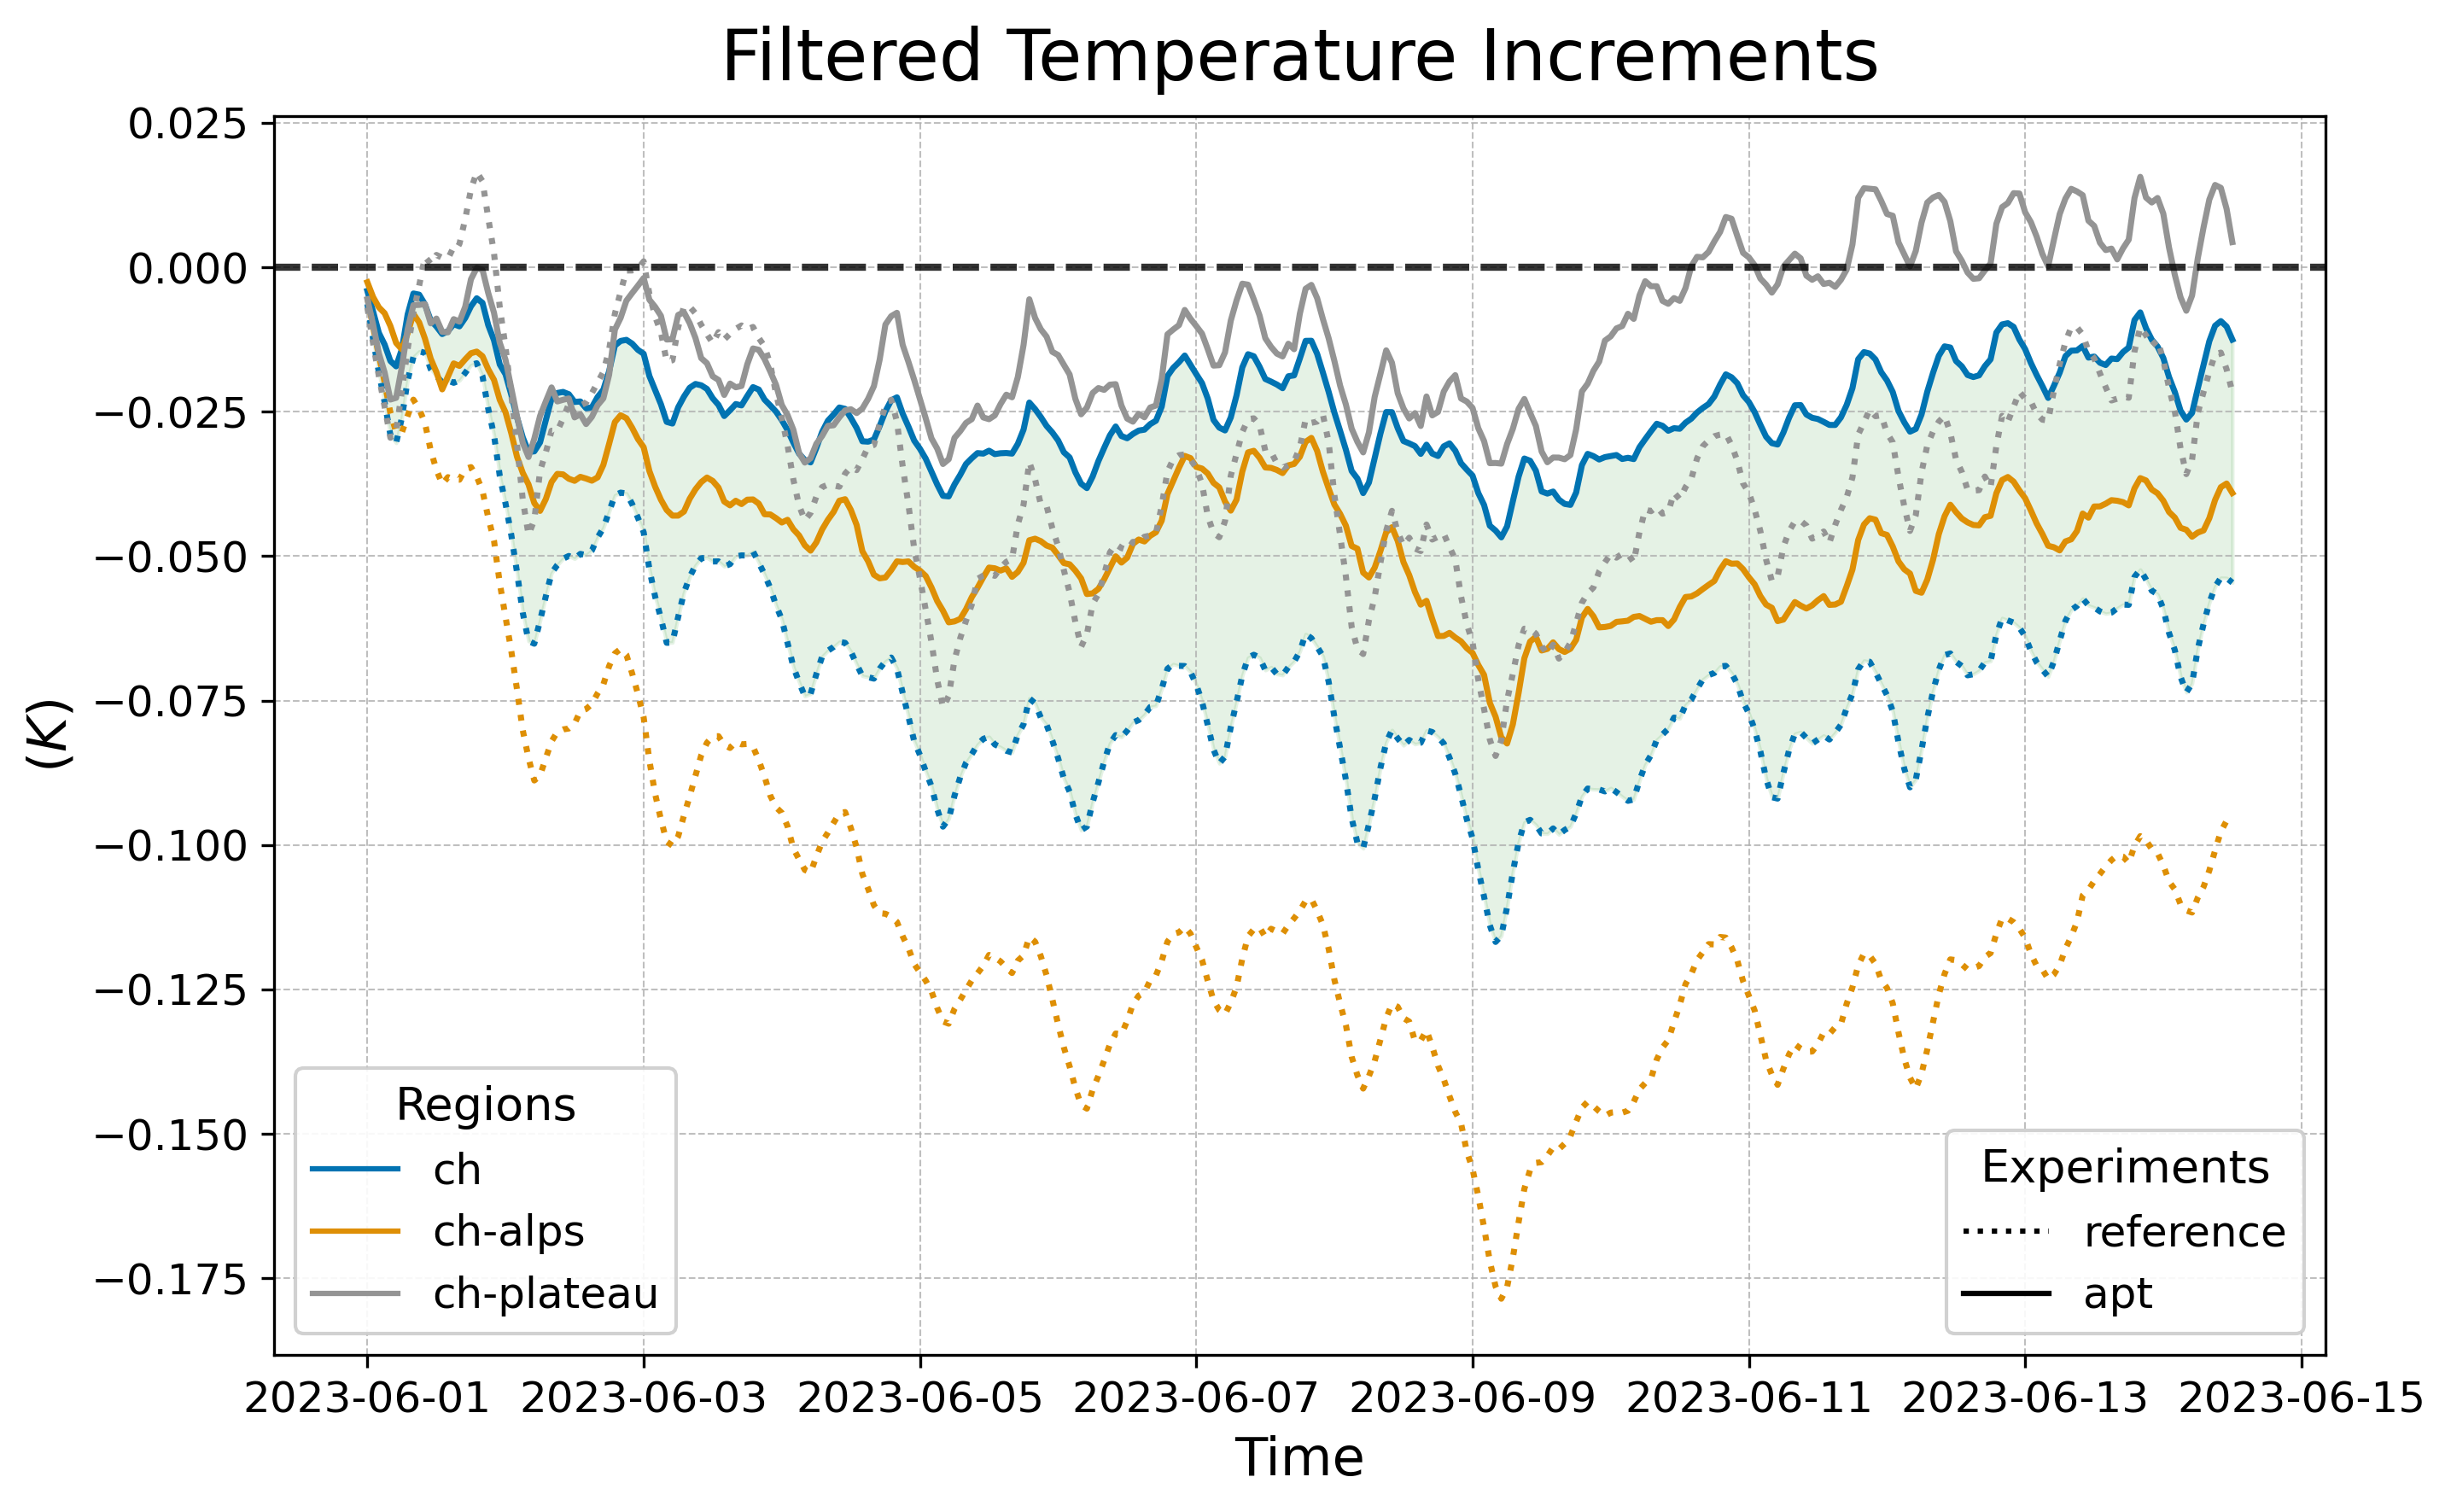 Filtered Temperature Increments
(K)
0.025
0.000
−0.025
−0.050
−0.075
−0.100
−0.125
−0.150
−0.175
Regions
ch
ch-alps
ch-plateau
Experiments
reference
apt
2023-06-01 2023-06-03 2023-06-05 2023-06-07 2023-06-09 2023-06-11 2023-06-13 2023-06-15
Time